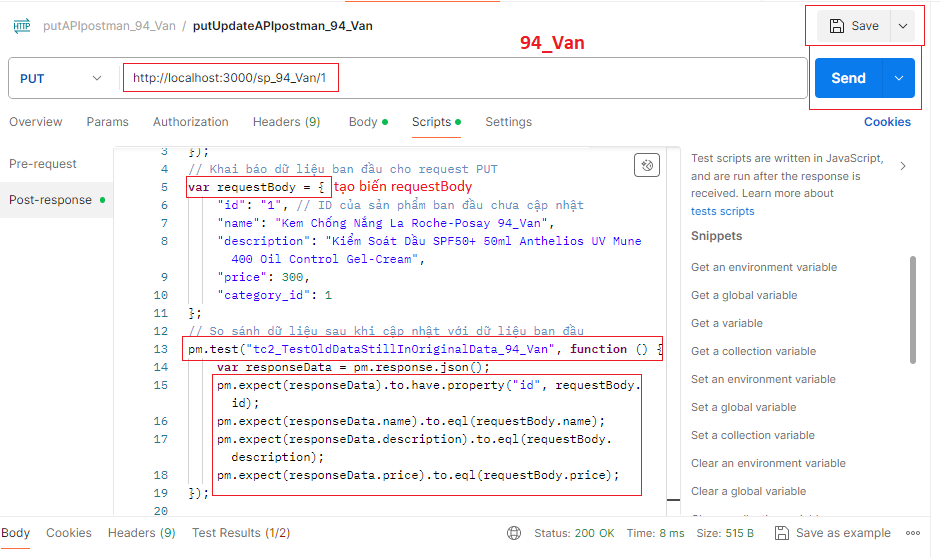 HTTP putAPIpostman_94_Van / putUpdateAPIpostman_94_Van
Save
94_Van
PUT http://localhost:3000/sp_94_Van/1
Send
Overview Params Authorization Headers (9) Body Scripts Settings Cookies
Pre-request
Post-response
3 });
4 // Khai báo dữ liệu ban đầu cho request PUT
5 var requestBody = { tạo biến requestBody
6 "id": "1", // ID của sản phẩm ban đầu chưa cập nhật
7 "name": "Kem Chống Nắng La Roche-Posay 94_Van",
8 "description": "Kiểm Soát Dầu SPF50+ 50ml Anthelios UV Mune
400 Oil Control Gel-Cream",
9 "price": 300,
10 "category_id": 1
11 };
12 // So sánh dữ liệu sau khi cập nhật với dữ liệu ban đầu
13 pm.test("tc2_TestOldDataStillInOriginalData_94_Van", function () {
14 var responseData = pm.response.json();
15 pm.expect(responseData).to.have.property("id", requestBody.
id);
16 pm.expect(responseData.name).to.eql(requestBody.name);
17 pm.expect(responseData.description).to.eql(requestBody.
description);
18 pm.expect(responseData.price).to.eql(requestBody.price);
19 });
20
Test scripts are written in JavaScript,
and are run after the response is
received. Learn more about
tests scripts
Snippets
Get an environment variable
Get a global variable
Get a variable
Get a collection variable
Set an environment variable
Set a global variable
Set a collection variable
Clear an environment variable
Clear a global variable
Body Cookies Headers (9) Test Results (1/2) Status: 200 OK Time: 8 ms Size: 515 B Save as example